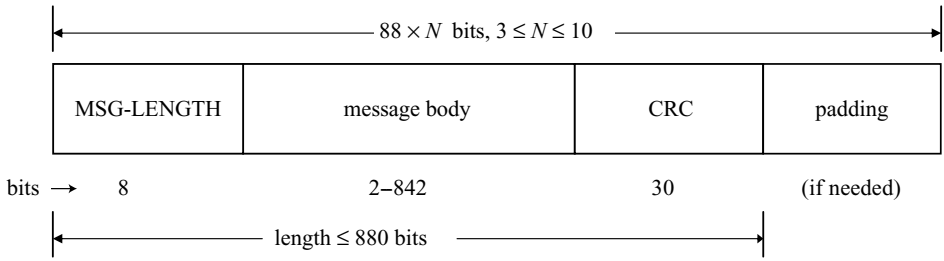 88 × N bits, 3 ≤ N ≤ 10
MSG-LENGTH message body CRC padding
bits → 8 2–842 30 (if needed)
length ≤ 880 bits